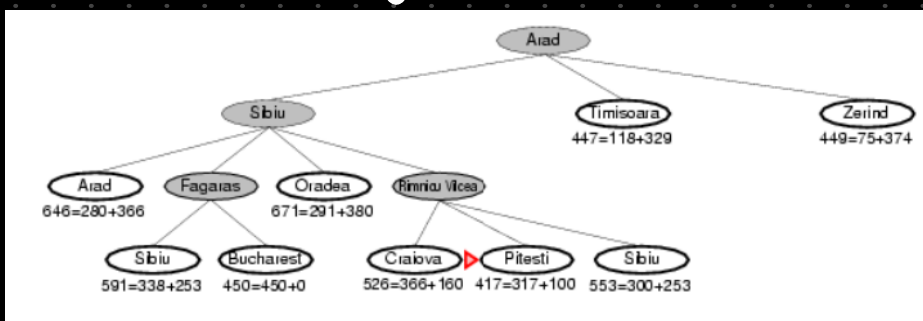 Arad
Sibiu
Timisoara
Zerind
447=118+329
449=75+374
Arad
Fagaras
Oradea
Rimnicu Vilcea
646=280+366
671=291+380
Sibiu
Bucharest
Craiova
Pitesti
Sibiu
591=338+253
450=450+0
526=366+160
417=317+100
553=300+253